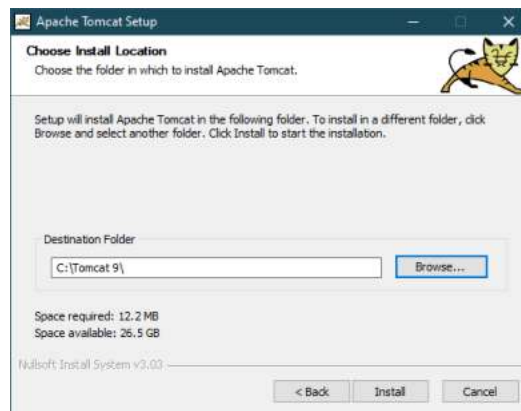 Apache Tomcat Setup
Choose Install Location
Choose the folder in which to install Apache Tomcat.
Setup will install Apache Tomcat in the following folder. To install in a different folder, click
Browse and select another folder. Click Install to start the installation.
Destination Folder
C:\Tomcat 9\
Browse...
Space required: 12.2 MB
Space available: 26.5 GB
Nullsoft Install System v3.03
< Back
Install
Cancel